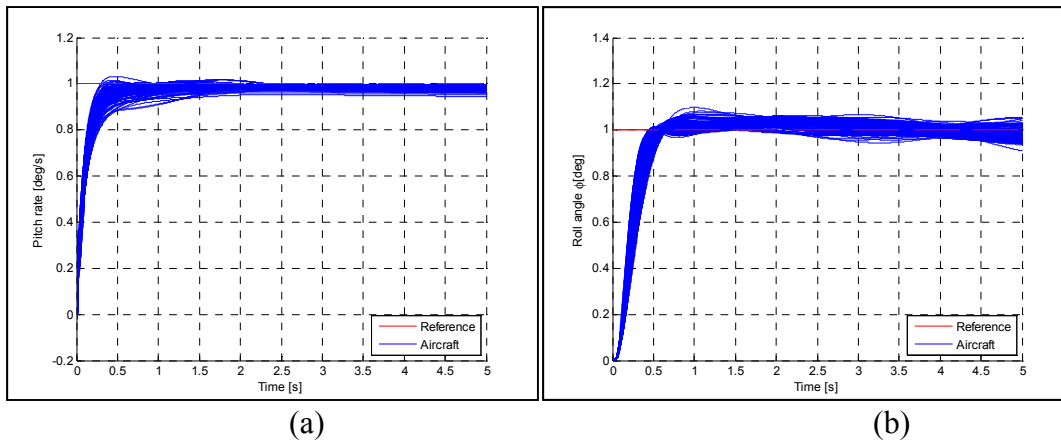 1.2
1
0.8
0.6
0.4
0.2
0
-0.2
Pitch rate [deg/s]
0 0.5 1 1.5 2 2.5 3 3.5 4 4.5 5
Time [s]
Reference
Aircraft
(a)
1.4
1.2
1
0.8
0.6
0.4
0.2
0
Roll angle ϕ[deg]
0 0.5 1 1.5 2 2.5 3 3.5 4 4.5 5
Time [s]
Reference
Aircraft
(b)